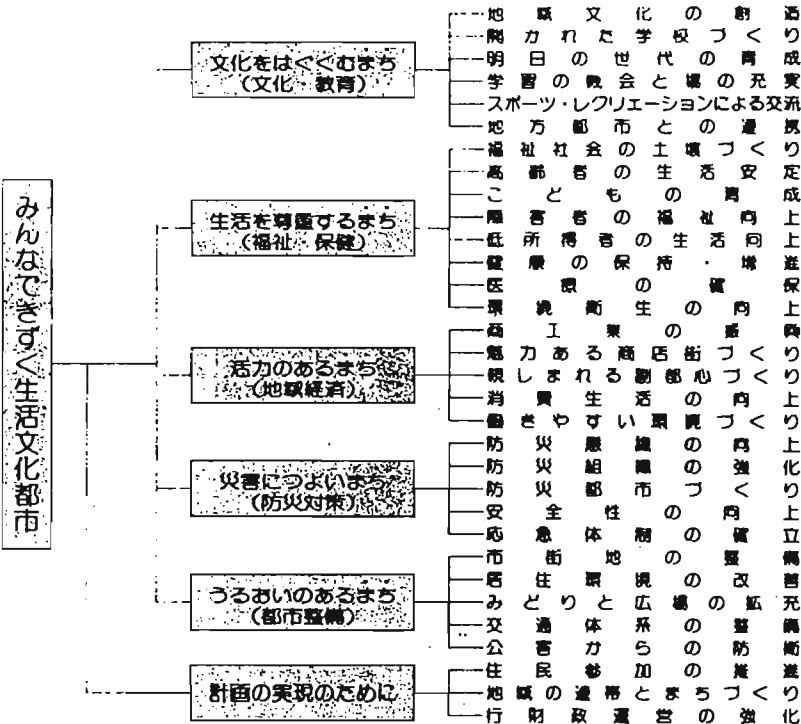 みんなできずく生活文化都市
文化をはぐくむまち
(文化・教育)
地域文化の創造
開かれた学校づくり
明日の世代の育成
学習の機会と場の充実
スポーツ・レクリエーションによる交流
地方都市との連携
生活を尊重するまち
(福祉・保健)
福祉社会の土壌づくり
高齢者の生活安定
こどもの育成
障害者の福祉向上
低所得者の生活向上
健康の保持・増進
医療の確保
環境衛生の向上
活力のあるまち
(地域経済)
商工業の振興
魅力ある商店街づくり
親しまれる副都心づくり
消費生活の向上
働きやすい環境づくり
災害につよいまち
(防災対策)
防災意識の向上
防災組織の強化
防災都市づくり
安全性の向上
応急体制の確立
うるおいのあるまち
(都市整備)
市街地の整備
居住環境の改善
みどりと広場の拡充
交通体系の整備
公害からの防衛
計画の実現のために
住民参加の推進
地域の連帯とまちづくり
行財政運営の強化